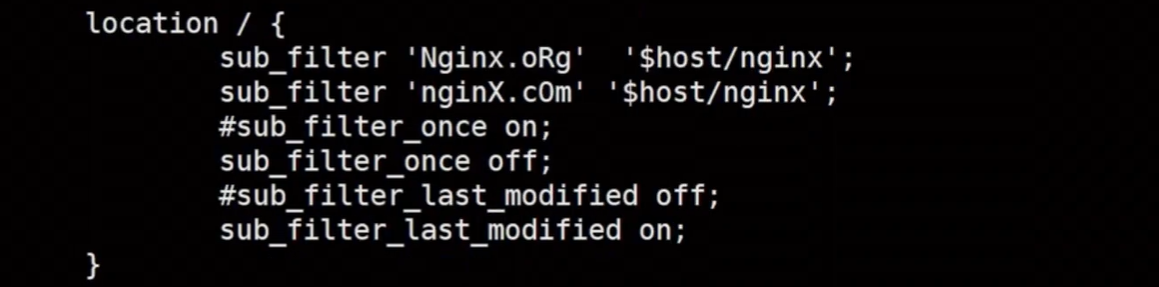 location / {
        sub_filter 'Nginx.oRg'  '$host/nginx';
        sub_filter 'nginX.cOm' '$host/nginx';
        #sub_filter_once on;
        sub_filter_once off;
        #sub_filter_last_modified off;
        sub_filter_last_modified on;
}